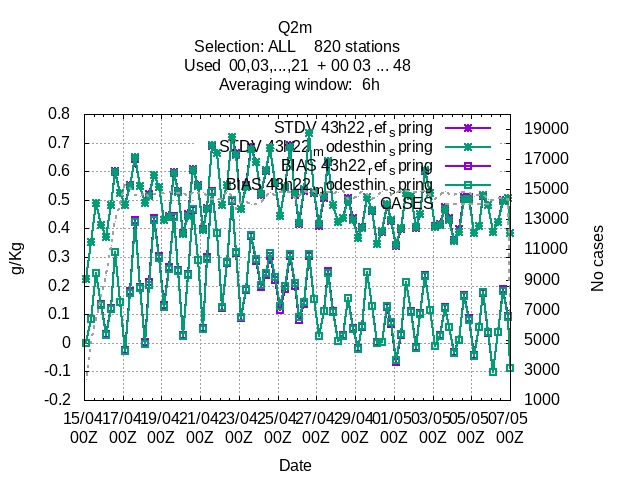 Q2m
Selection: ALL 820 stations
Used 00,03,...,21 + 00 03 ... 48
Averaging window: 6h
0.8
0.7
0.6
0.5
0.4
0.3
0.2
0.1
0
-0.1
-0.2
g/Kg
STDV 43h22_ref_spring
STDV 43h22_modesthin_spring
BIAS 43h22_ref_spring
BIAS 43h22_modesthin_spring
CASES
19000
17000
15000
13000
11000
9000
7000
5000
3000
1000
No cases
15/04 17/04 19/04 21/04 23/04 25/04 27/04 29/04 01/05 03/05 05/05 07/05
00Z 00Z 00Z 00Z 00Z 00Z 00Z 00Z 00Z 00Z 00Z 00Z
Date